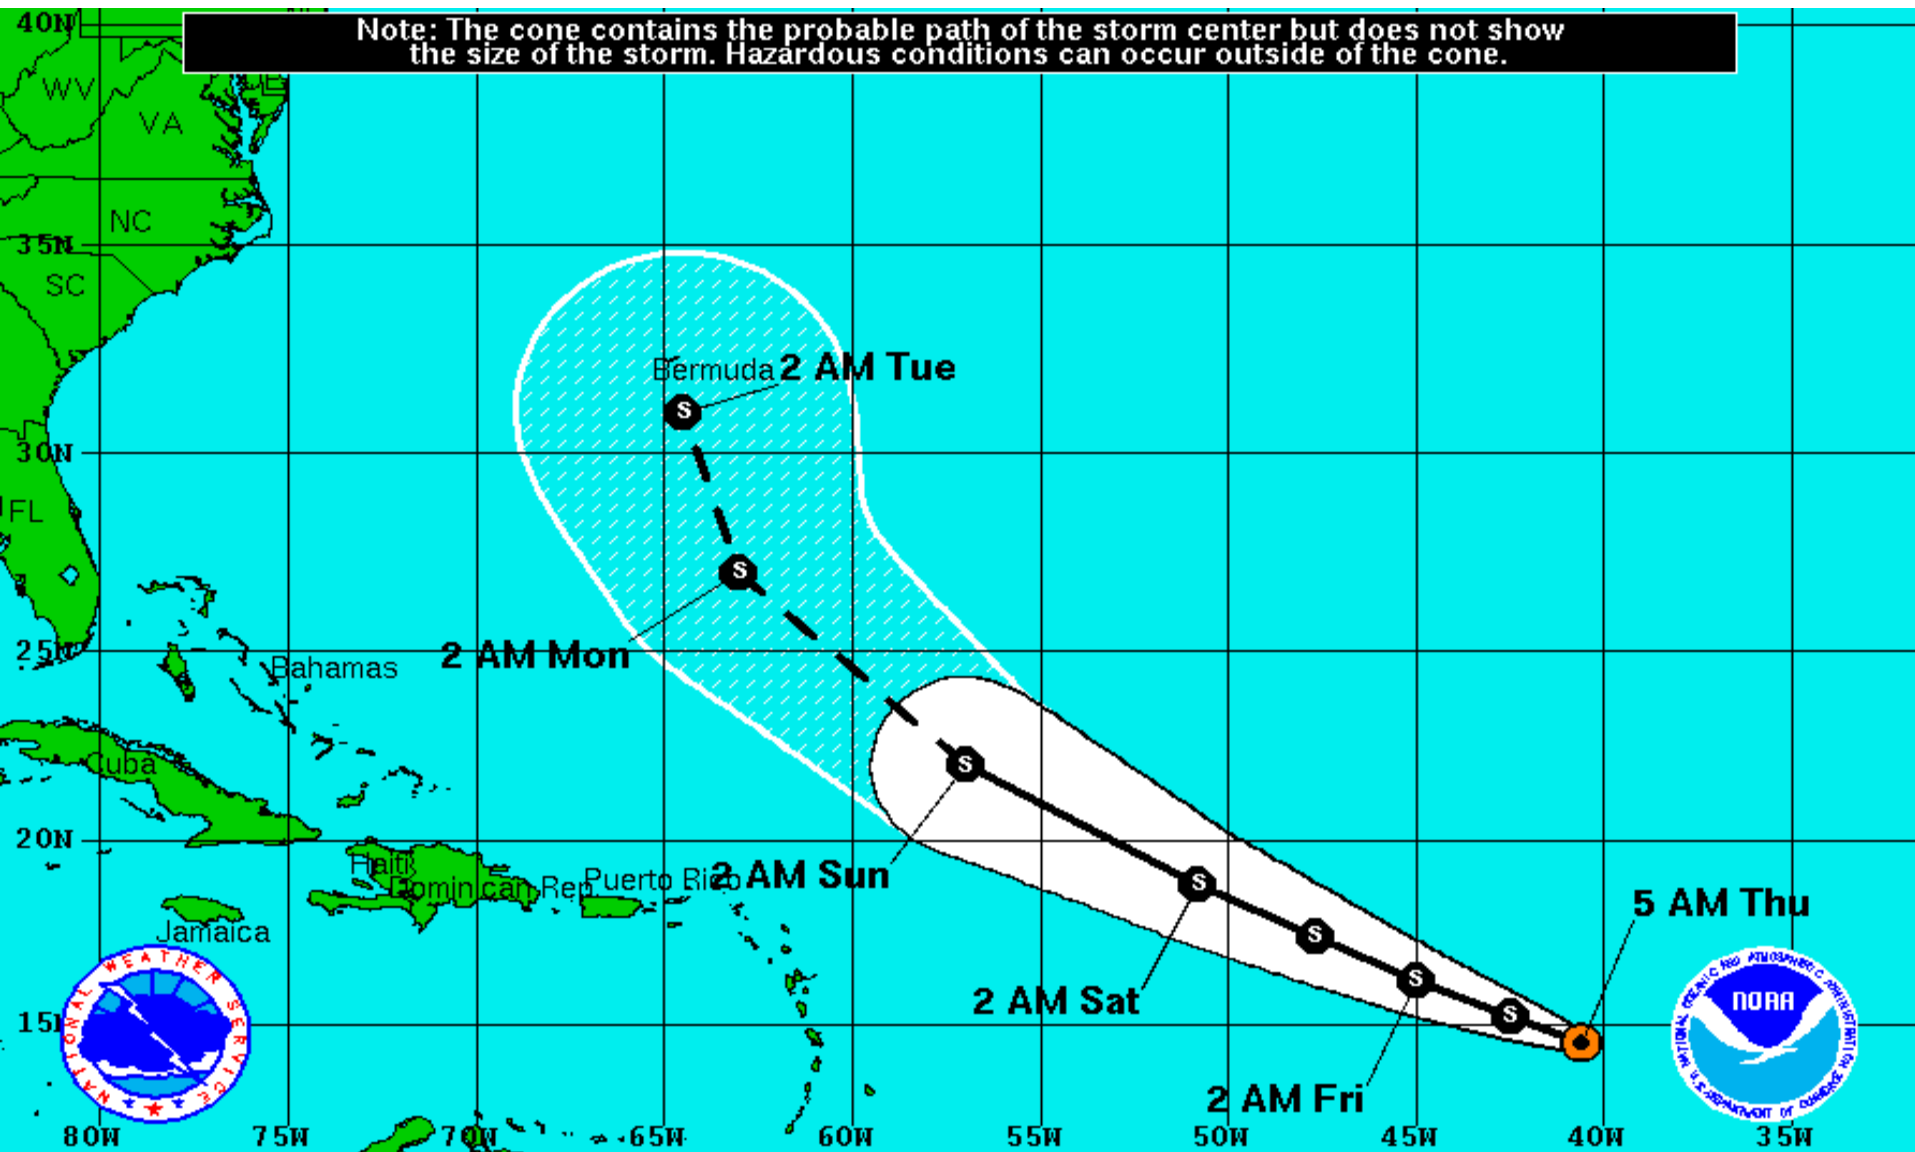 Note: The cone contains the probable path of the storm center but does not show
the size of the storm. Hazardous conditions can occur outside of the cone.
40N
WV
VA
NC
35N
SC
Bermuda
2 AM Tue
30N
FL
25N
2 AM Mon
Bahamas
Cuba
20N
Haiti
Dominican Rep
Puerto Rico
2 AM Sun
Jamaica
5 AM Thu
2 AM Sat
15N
2 AM Fri
NATIONAL WEATHER SERVICE
NOAA
80W 75W 70W 65W 60W 55W 50W 45W 40W 35W
S
S
S
S
S
S
S